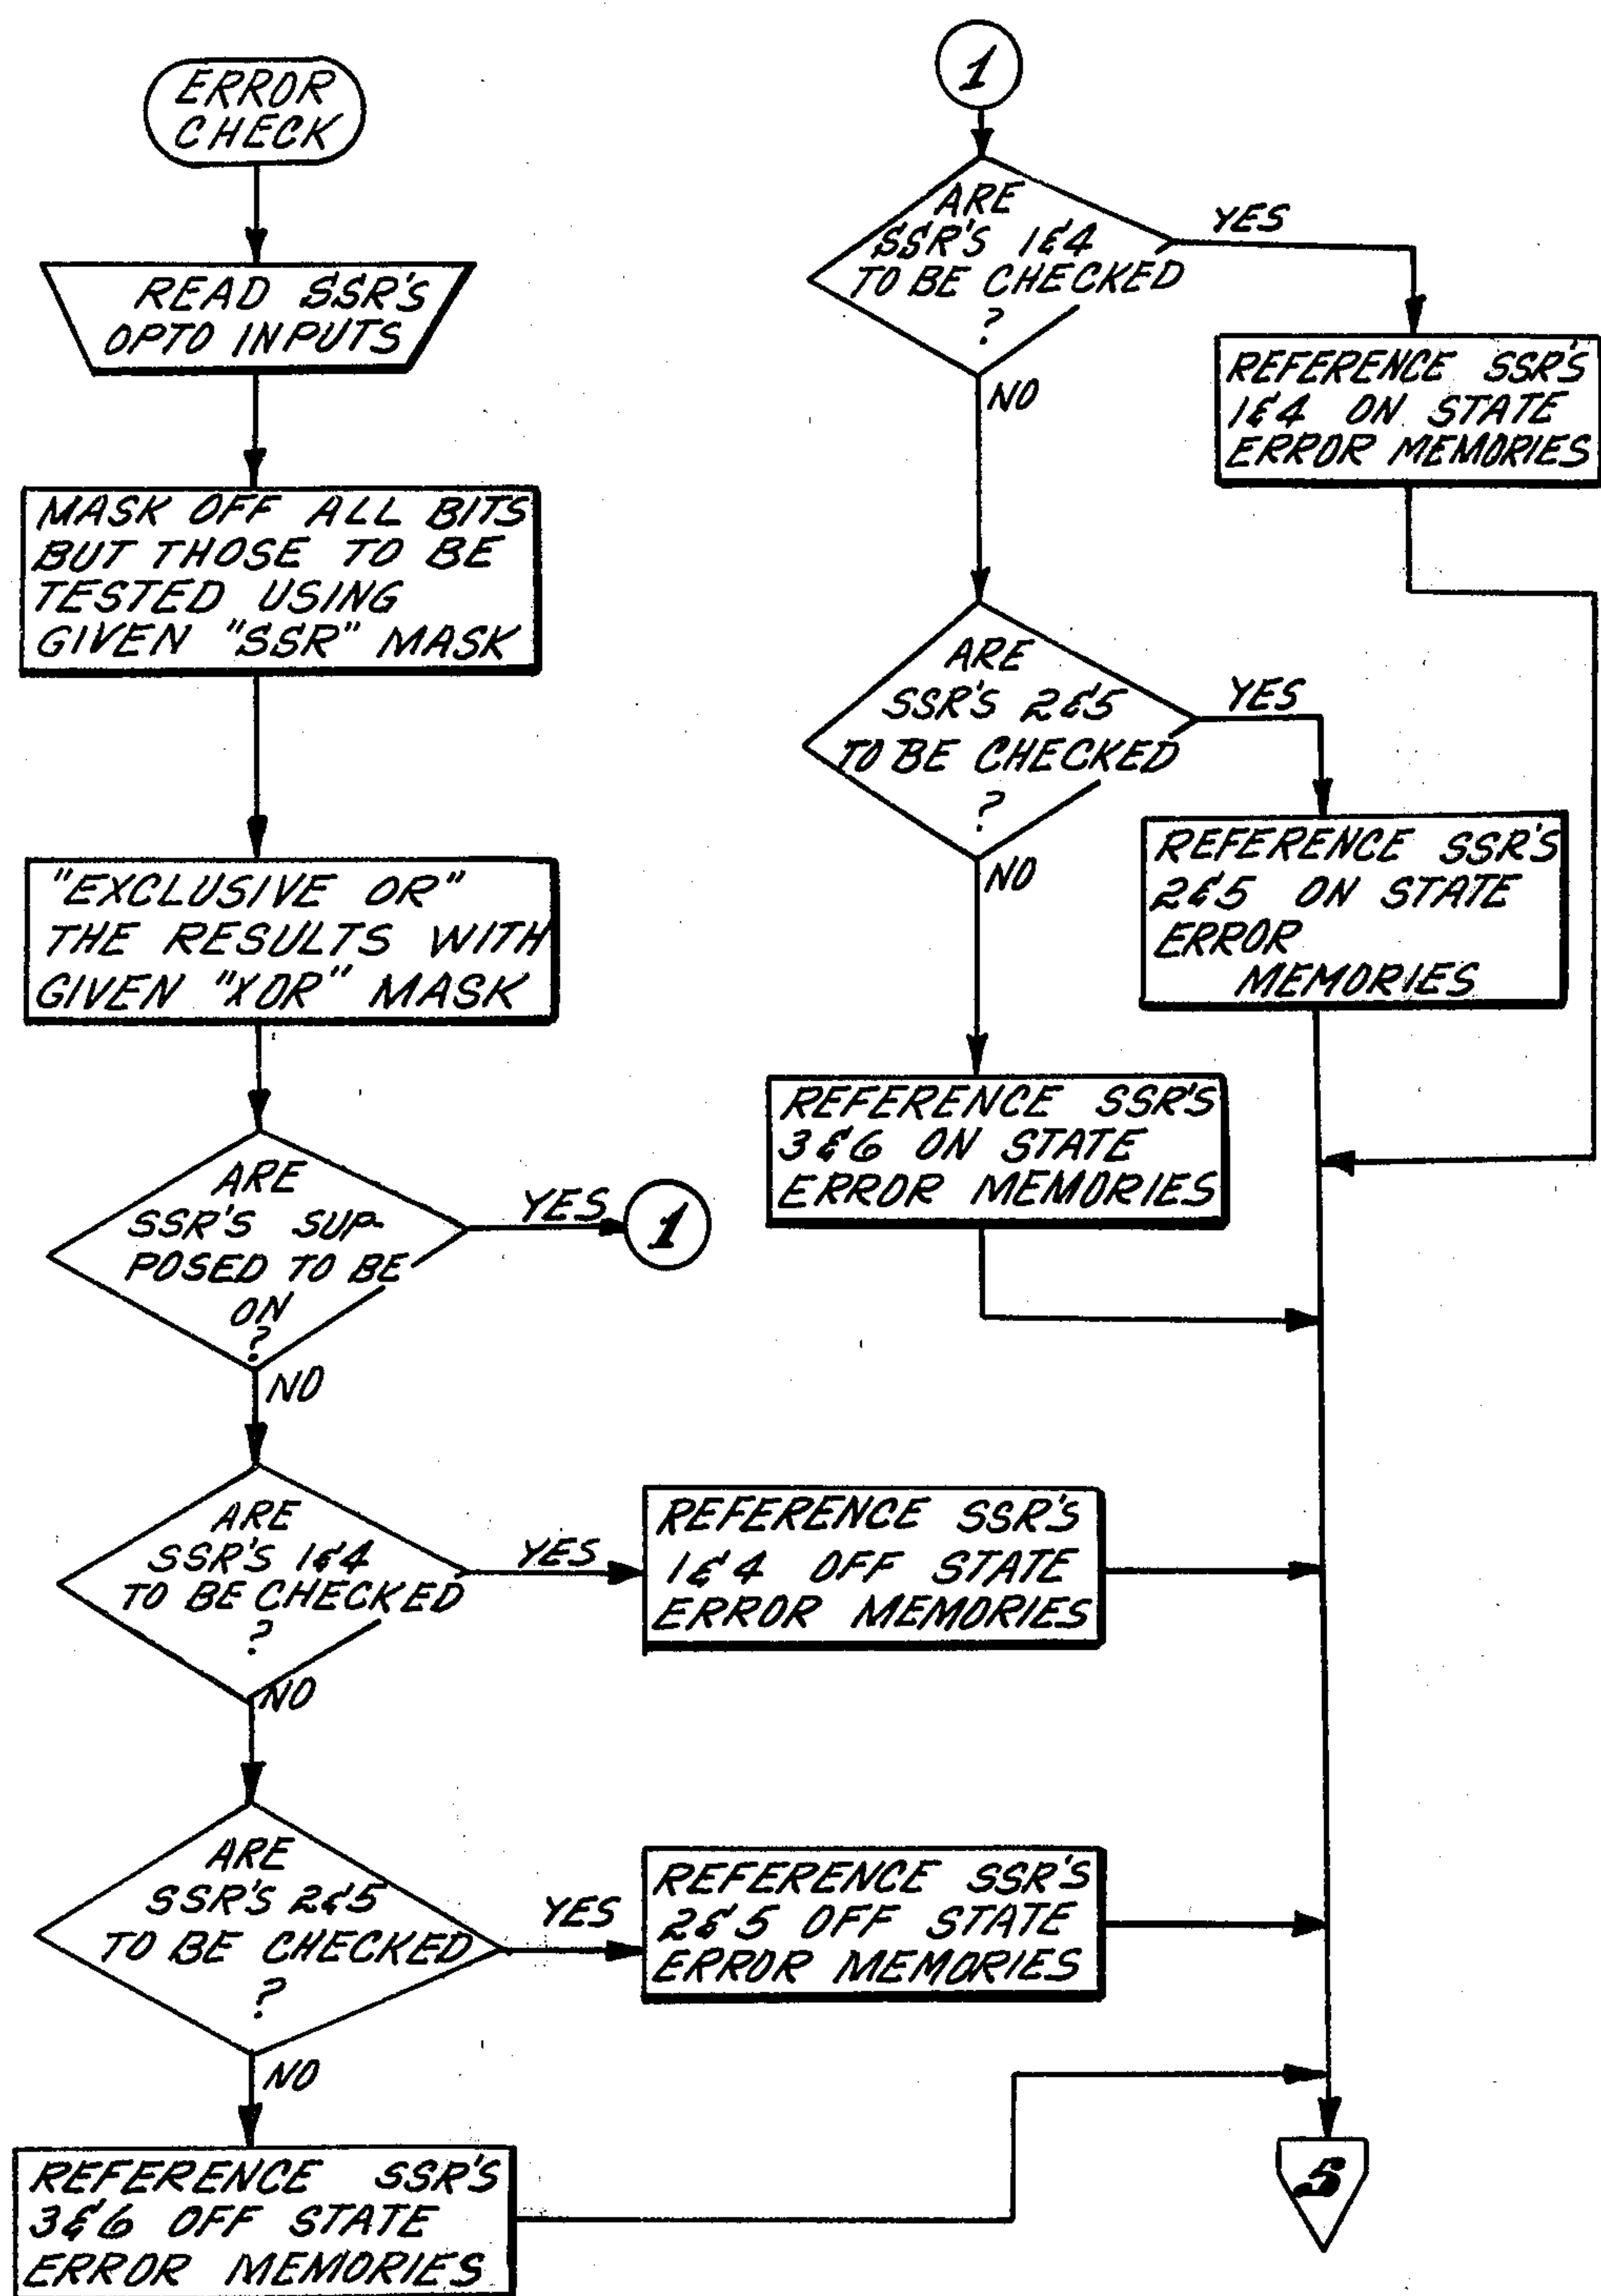 ERROR
CHECK
READ SSR'S
OPTO INPUTS
MASK OFF ALL BITS
BUT THOSE TO BE
TESTED USING
GIVEN "SSR" MASK
"EXCLUSIVE OR"
THE RESULTS WITH
GIVEN "XOR" MASK
ARE
SSR'S SUP-
POSED TO BE
ON
?
YES
1
NO
ARE
SSR'S 1&4
TO BE CHECKED
?
YES
REFERENCE SSR'S
1&4 OFF STATE
ERROR MEMORIES
NO
ARE
SSR'S 2&5
TO BE CHECKED
?
YES
REFERENCE SSR'S
2&5 OFF STATE
ERROR MEMORIES
NO
REFERENCE SSR'S
3&6 OFF STATE
ERROR MEMORIES
1
ARE
SSR'S 1&4
TO BE CHECKED
?
YES
REFERENCE SSR'S
1&4 ON STATE
ERROR MEMORIES
NO
ARE
SSR'S 2&5
TO BE CHECKED
?
YES
REFERENCE SSR'S
2&5 ON STATE
ERROR
MEMORIES
NO
REFERENCE SSR'S
3&6 ON STATE
ERROR MEMORIES
5